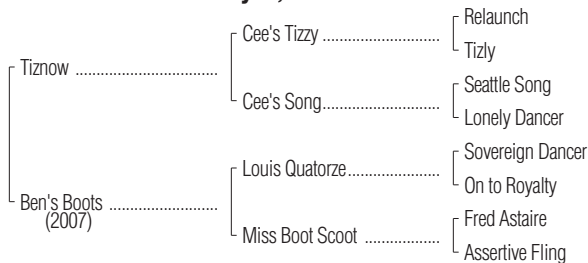 Relaunch
Cee's Tizzy ........................
Tizly
Tiznow ..................................
Seattle Song
Cee's Song.........................
Lonely Dancer
Sovereign Dancer
Louis Quatorze..................
On to Royalty
Ben's Boots ..........................
(2007)
Fred Astaire
Miss Boot Scoot ................
Assertive Fling